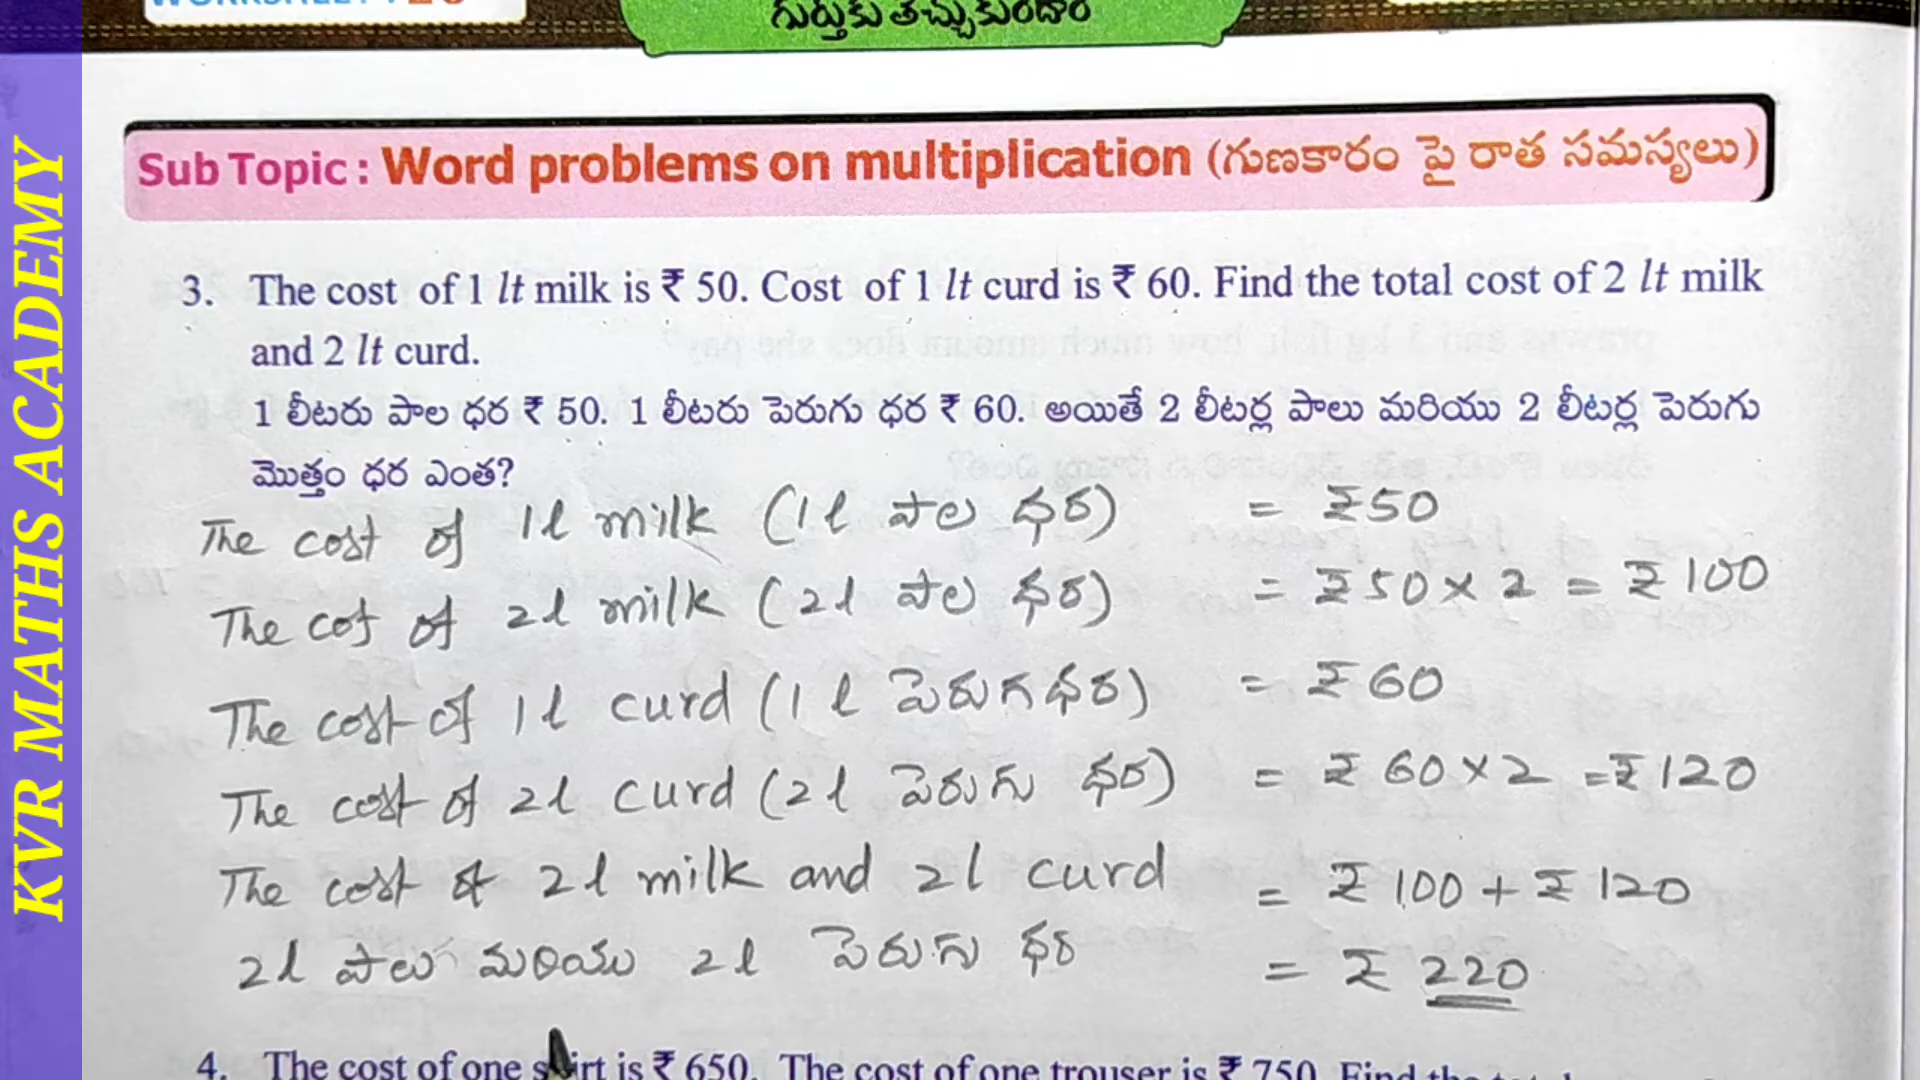 గుర్తుకు తెచ్చుకుందాం
KVR MATHS ACADEMY
Sub Topic : Word problems on multiplication (గుణకారం పై రాత సమస్యలు)
3. The cost of 1 lt milk is ₹ 50. Cost of 1 lt curd is ₹ 60. Find the total cost of 2 lt milk
and 2 lt curd.
1 లీటరు పాల ధర ₹ 50. 1 లీటరు పెరుగు ధర ₹ 60. అయితే 2 లీటర్ల పాలు మరియు 2 లీటర్ల పెరుగు
మొత్తం ధర ఎంత?
The cost of 1l milk (1l పాల ధర) = ₹50
The cot of 2l milk (2l పాల ధర) = ₹50 × 2 = ₹100
The cost of 1l curd (1l పెరుగ ధర) = ₹60
The cost of 2l curd (2l పెరుగు ధర) = ₹60×2 =₹120
The cost of 2l milk and 2l curd = ₹100 + ₹120
2l పాలు మరియు 2l పెరుగు ధర = ₹220
4. The cost of one shirt is ₹ 650. The cost of one trouser is ₹ 750. Find the total